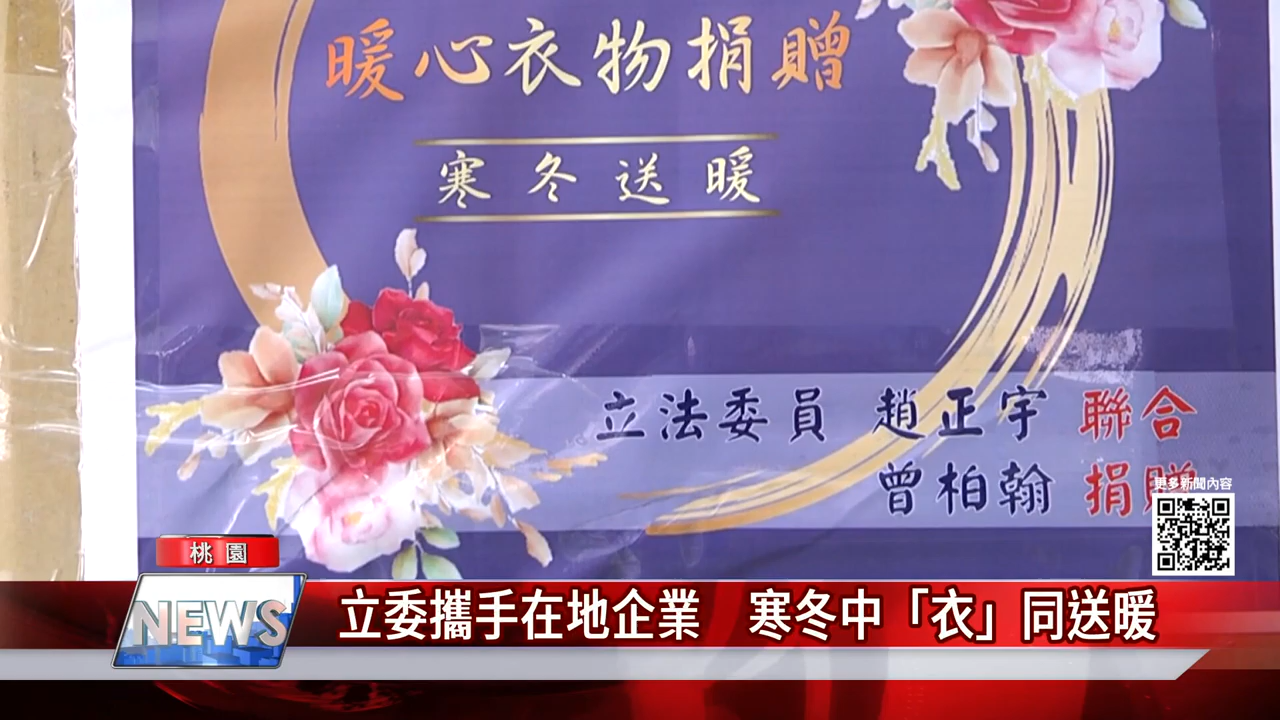 暖心衣物捐贈
寒冬送暖
立法委員 趙正宇 聯合
曾柏翰 捐贈
更多新聞內容
桃園
NEWS
立委攜手在地企業 寒冬中「衣」同送暖